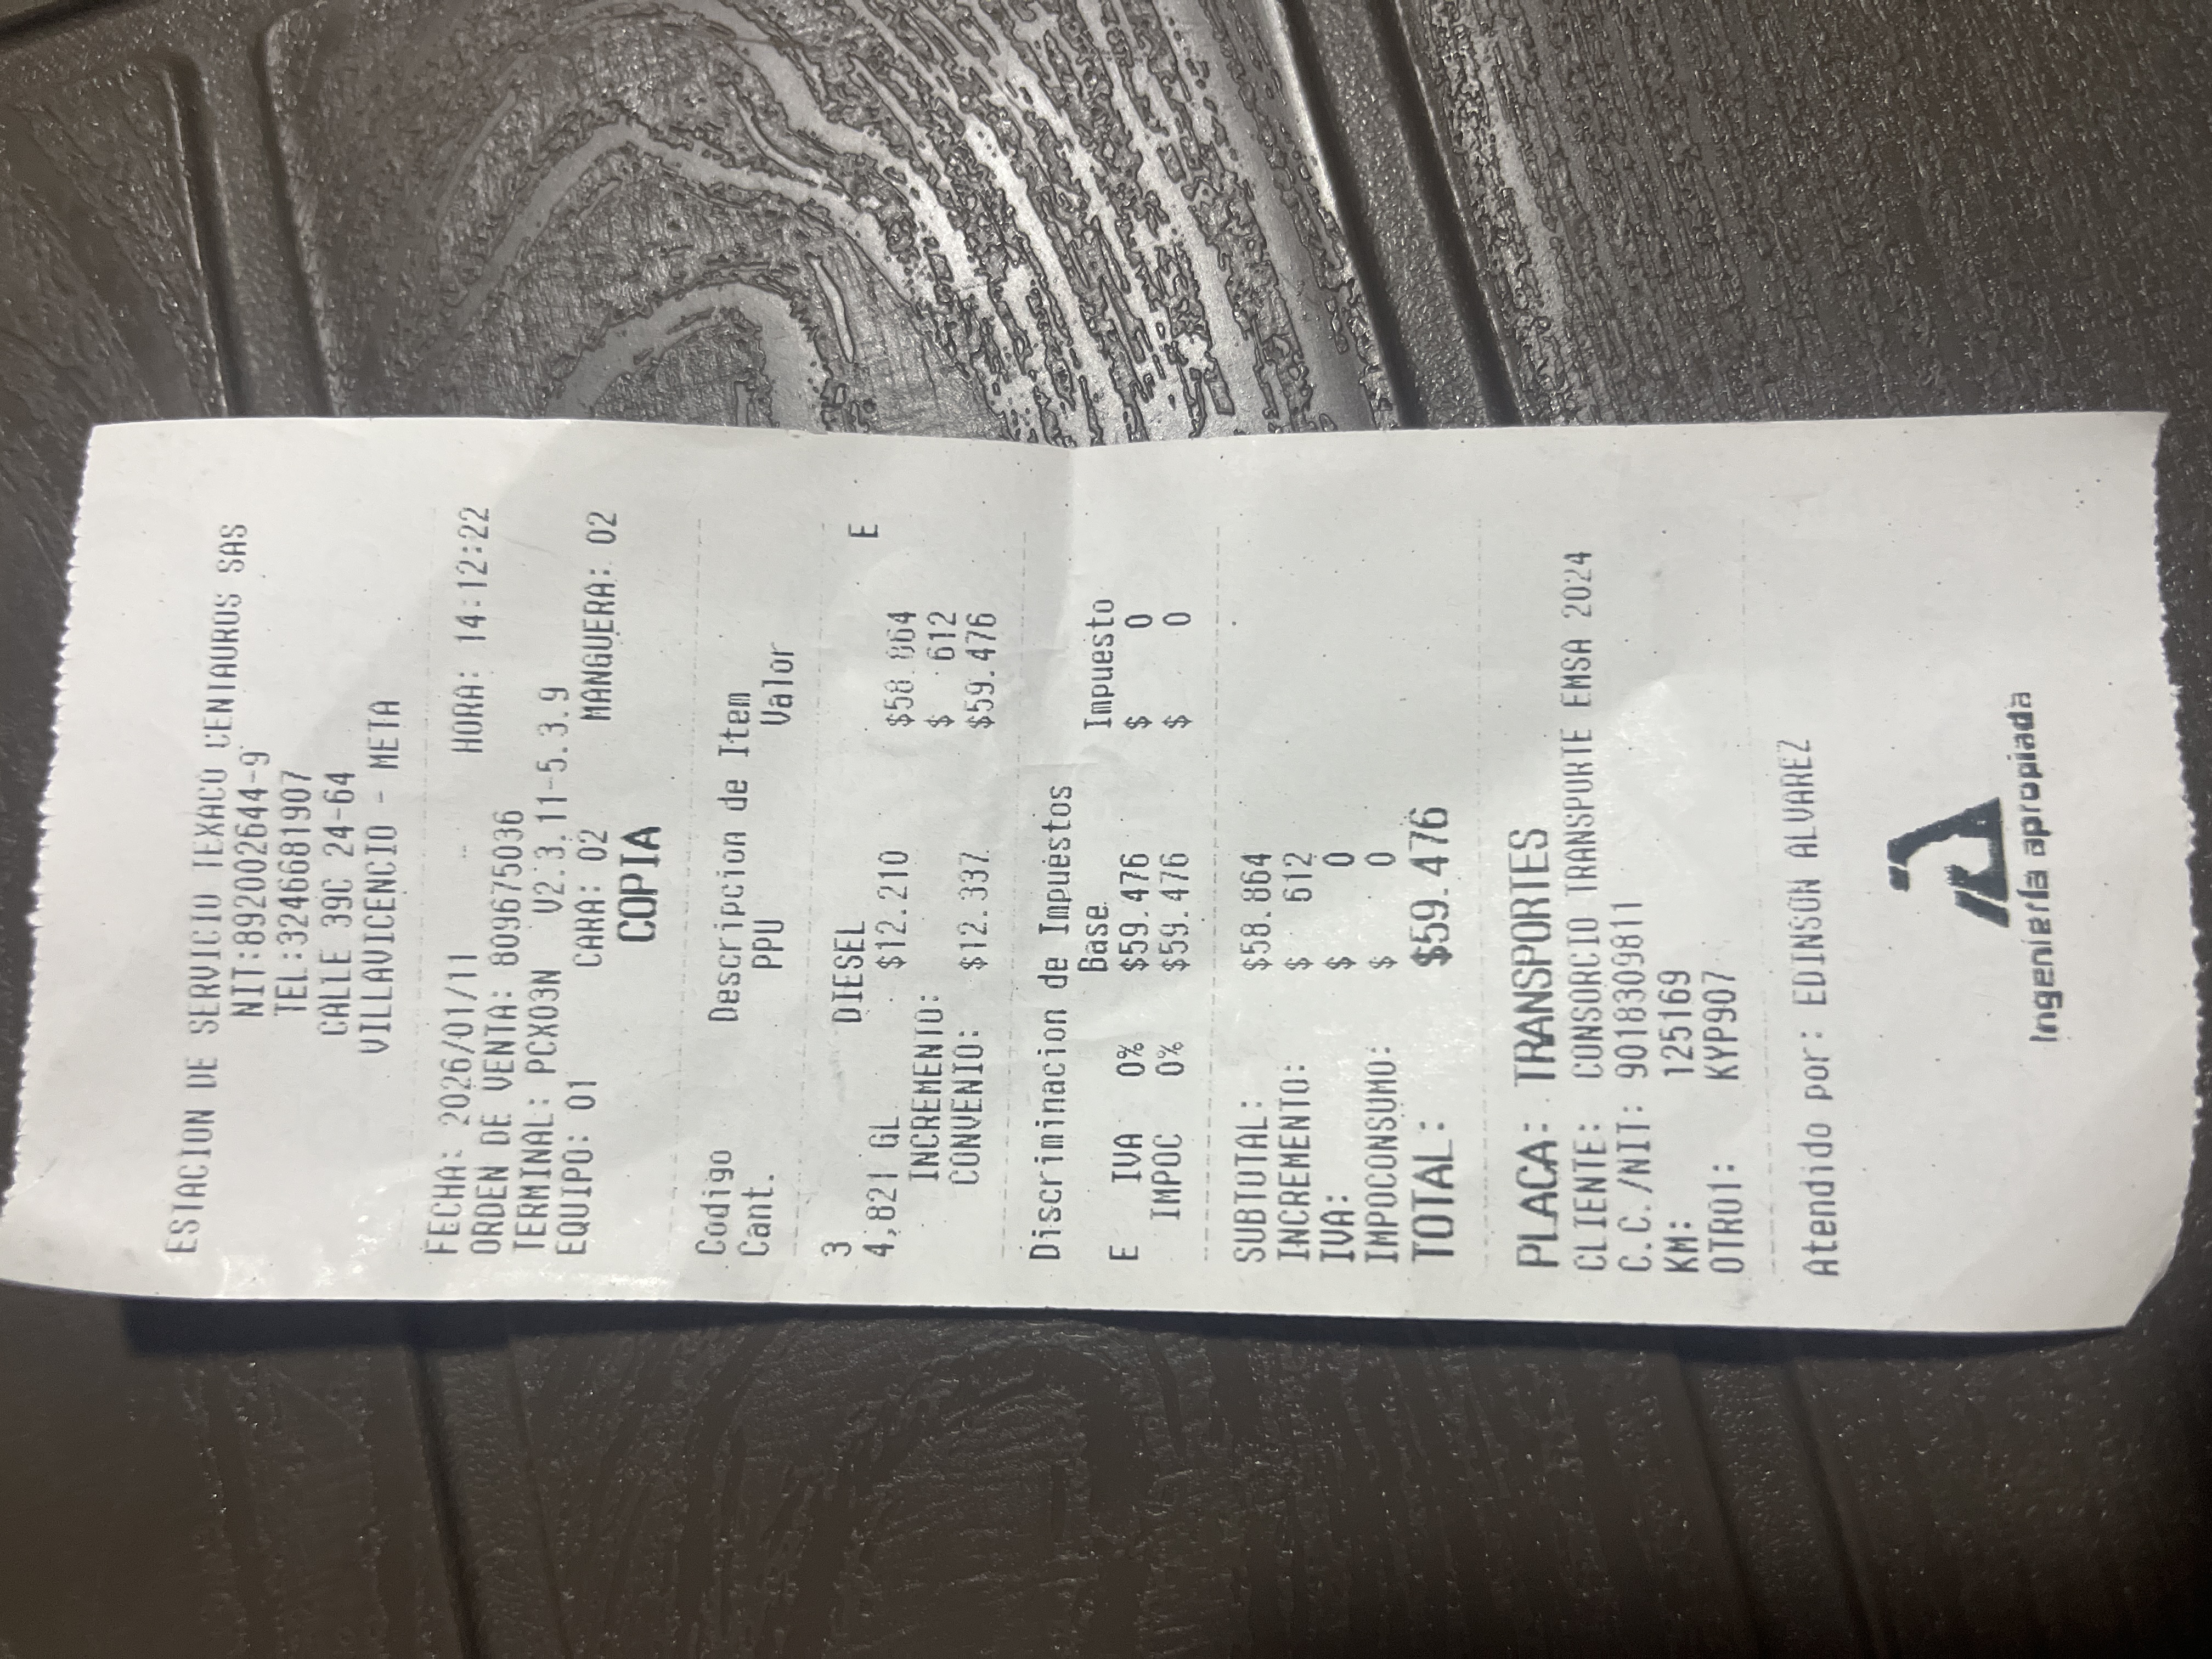 ESTACION DE SERVICIO TEXACO CENTAUROS SAS
NIT:892002644-9
TEL:3246681907
CALLE 39C 24-64
VILLAVICENCIO - META
FECHA: 2026/01/11 HORA: 14:12:22
ORDEN DE VENTA: 809675036
TERMINAL: PCX03N V2.3.11-5.3.9
EQUIPO: 01 CARA: 02 MANGUERA: 02
COPIA
Codigo Descripcion de Item
Cant. PPU Valor
3 DIESEL E
4,821 GL $12.210 $58.864
INCREMENTO: $ 612
CONVENIO: $12.337 $59.476
Discriminacion de Impuestos
Base Impuesto
E IVA 0% $59.476 $ 0
IMPOC 0% $59.476 $ 0
SUBTOTAL: $58.864
INCREMENTO: $ 612
IVA: $ 0
IMPOCONSUMO: $ 0
TOTAL: $59.476
PLACA: TRANSPORTES
CLIENTE: CONSORCIO TRANSPORTE EMSA 2024
C.C./NIT: 9018309811
KM: 125169
OTRO1: KYP907
Atendido por: EDINSON ALVAREZ
Ingeniería apropiada